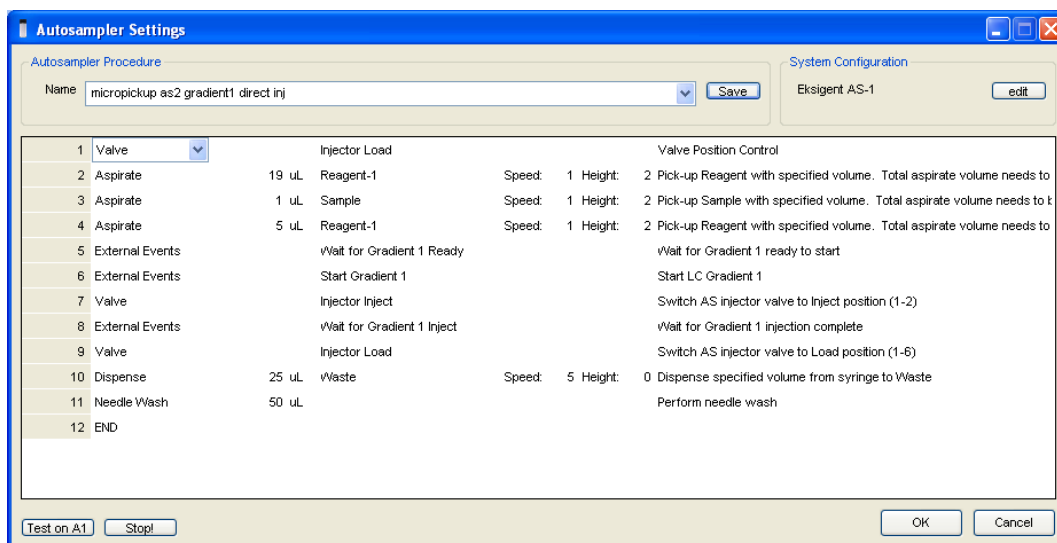 Autosampler Settings
Autosampler Procedure
System Configuration
Name micropickup as2 gradient1 direct inj Save Eksigent AS-1 edit
1 Valve Injector Load Valve Position Control
2 Aspirate 19 uL Reagent-1 Speed: 1 Height: 2 Pick-up Reagent with specified volume. Total aspirate volume needs to
3 Aspirate 1 uL Sample Speed: 1 Height: 2 Pick-up Sample with specified volume. Total aspirate volume needs to
4 Aspirate 5 uL Reagent-1 Speed: 1 Height: 2 Pick-up Reagent with specified volume. Total aspirate volume needs to
5 External Events Wait for Gradient 1 Ready Wait for Gradient 1 ready to start
6 External Events Start Gradient 1 Start LC Gradient 1
7 Valve Injector Inject Switch AS injector valve to Inject position (1-2)
8 External Events Wait for Gradient 1 Inject Wait for Gradient 1 injection complete
9 Valve Injector Load Switch AS injector valve to Load position (1-6)
10 Dispense 25 uL Waste Speed: 5 Height: 0 Dispense specified volume from syringe to Waste
11 Needle Wash 50 uL Perform needle wash
12 END
Test on A1 Stop! OK Cancel